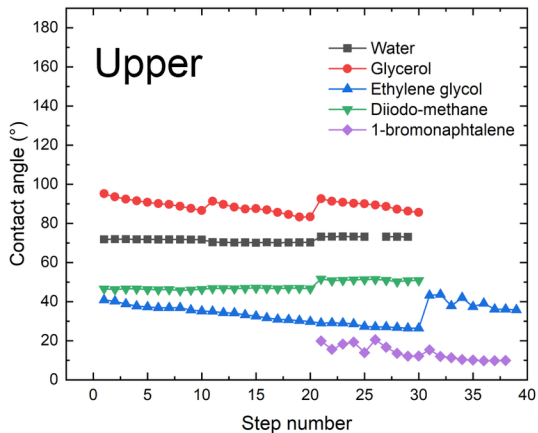 180
160
140
120
100
80
60
40
20
0
Contact angle (°)
Upper
Water
Glycerol
Ethylene glycol
Diiodo-methane
1-bromonaphtalene
0 5 10 15 20 25 30 35 40
Step number